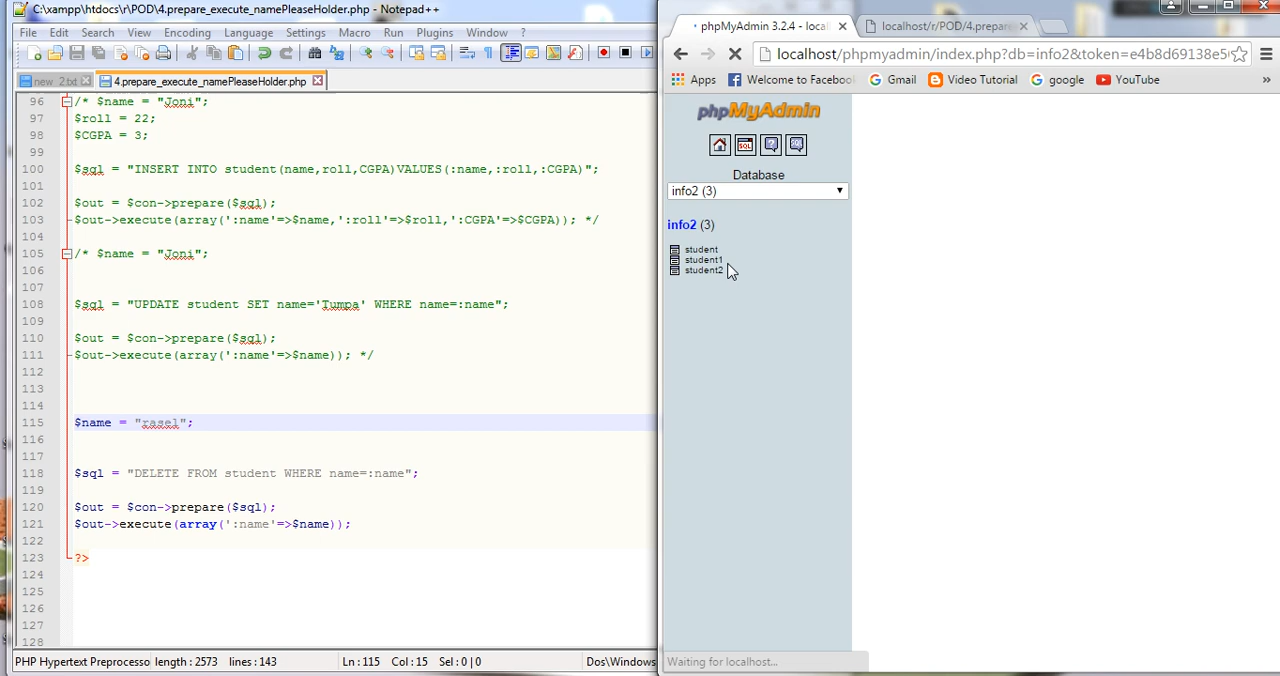 C:\xampp\htdocs\r\POD\4.prepare_execute_namePleaseHolder.php - Notepad++
File Edit Search View Encoding Language Settings Macro Run Plugins Window ?
new 2.txt 4.prepare_execute_namePleaseHolder.php
96 /* $name = "Joni";
97 $roll = 22;
98 $CGPA = 3;
99
100 $sql = "INSERT INTO student(name,roll,CGPA)VALUES(:name,:roll,:CGPA)";
101
102 $out = $con->prepare($sql);
103 $out->execute(array(':name'=>$name,':roll'=>$roll,':CGPA'=>$CGPA)); */
104
105 /* $name = "Joni";
106
107
108 $sql = "UPDATE student SET name='Tumpa' WHERE name=:name";
109
110 $out = $con->prepare($sql);
111 $out->execute(array(':name'=>$name)); */
112
113
114
115 $name = "rasel";
116
117
118 $sql = "DELETE FROM student WHERE name=:name";
119
120 $out = $con->prepare($sql);
121 $out->execute(array(':name'=>$name));
122
123 ?>
124
125
126
127
128
PHP Hypertext Preprocesso length : 2573 lines : 143 Ln : 115 Col : 15 Sel : 0 | 0 Dos\Windows
phpMyAdmin 3.2.4 - local
localhost/r/POD/4.prepare
localhost/phpmyadmin/index.php?db=info2&token=e4b8d69138e5
Apps Welcome to Facebook Gmail Video Tutorial google YouTube »
phpMyAdmin
SQL
Database
info2 (3)
info2 (3)
student
student1
student2
Waiting for localhost...